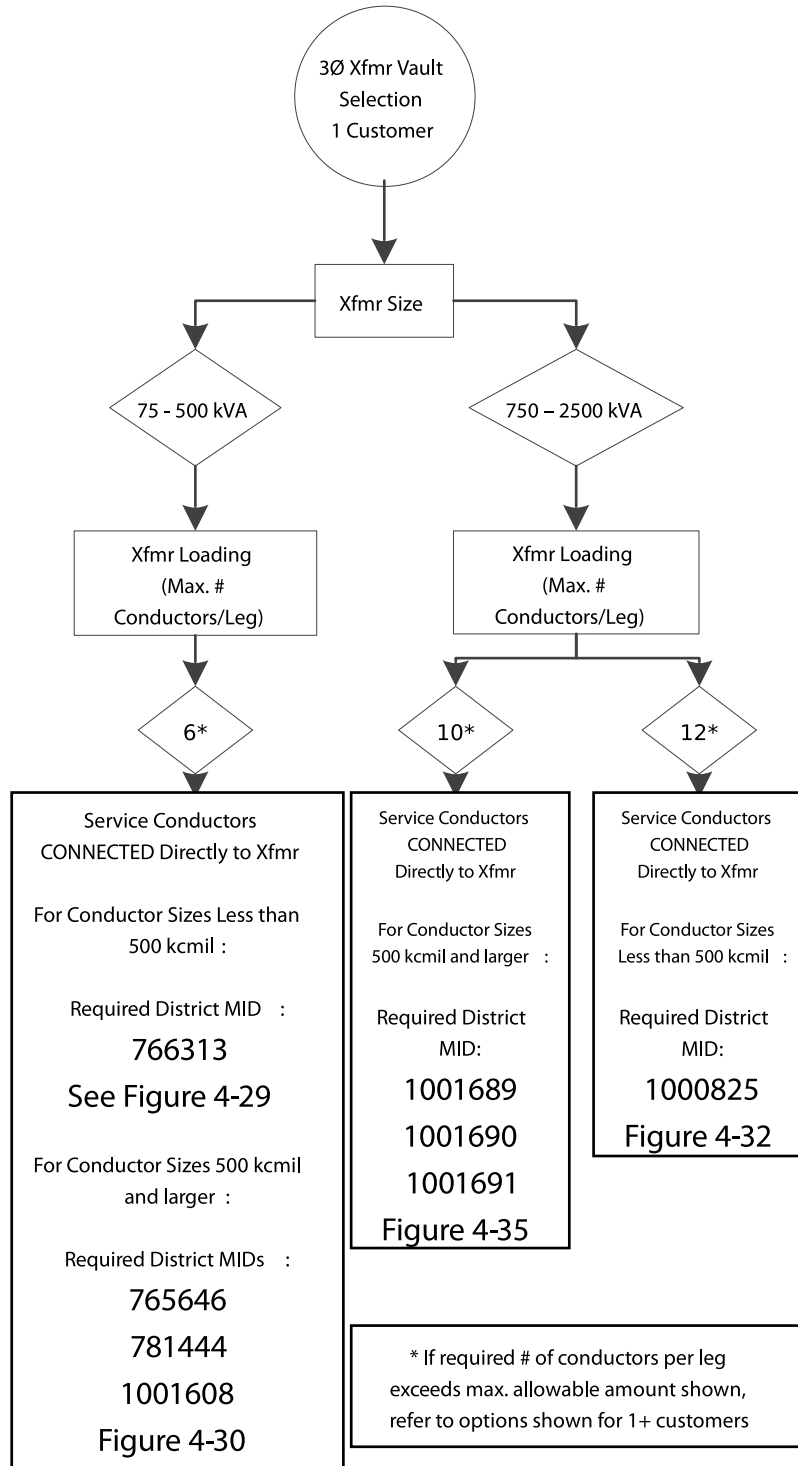 3Ø Xfmr Vault
Selection
1 Customer
Xfmr Size
75 - 500 kVA
750 – 2500 kVA
Xfmr Loading
(Max. #
Conductors/Leg)
Xfmr Loading
(Max. #
Conductors/Leg)
6*
10*
12*
Service Conductors
CONNECTED Directly to Xfmr
For Conductor Sizes Less than
500 kcmil :
Required District MID :
766313
See Figure 4-29
For Conductor Sizes 500 kcmil
and larger :
Required District MIDs :
765646
781444
1001608
Figure 4-30
Service Conductors
CONNECTED
Directly to Xfmr
For Conductor Sizes
500 kcmil and larger :
Required District
MID:
1001689
1001690
1001691
Figure 4-35
Service Conductors
CONNECTED
Directly to Xfmr
For Conductor Sizes
Less than 500 kcmil :
Required District
MID:
1000825
Figure 4-32
* If required # of conductors per leg
exceeds max. allowable amount shown,
refer to options shown for 1+ customers